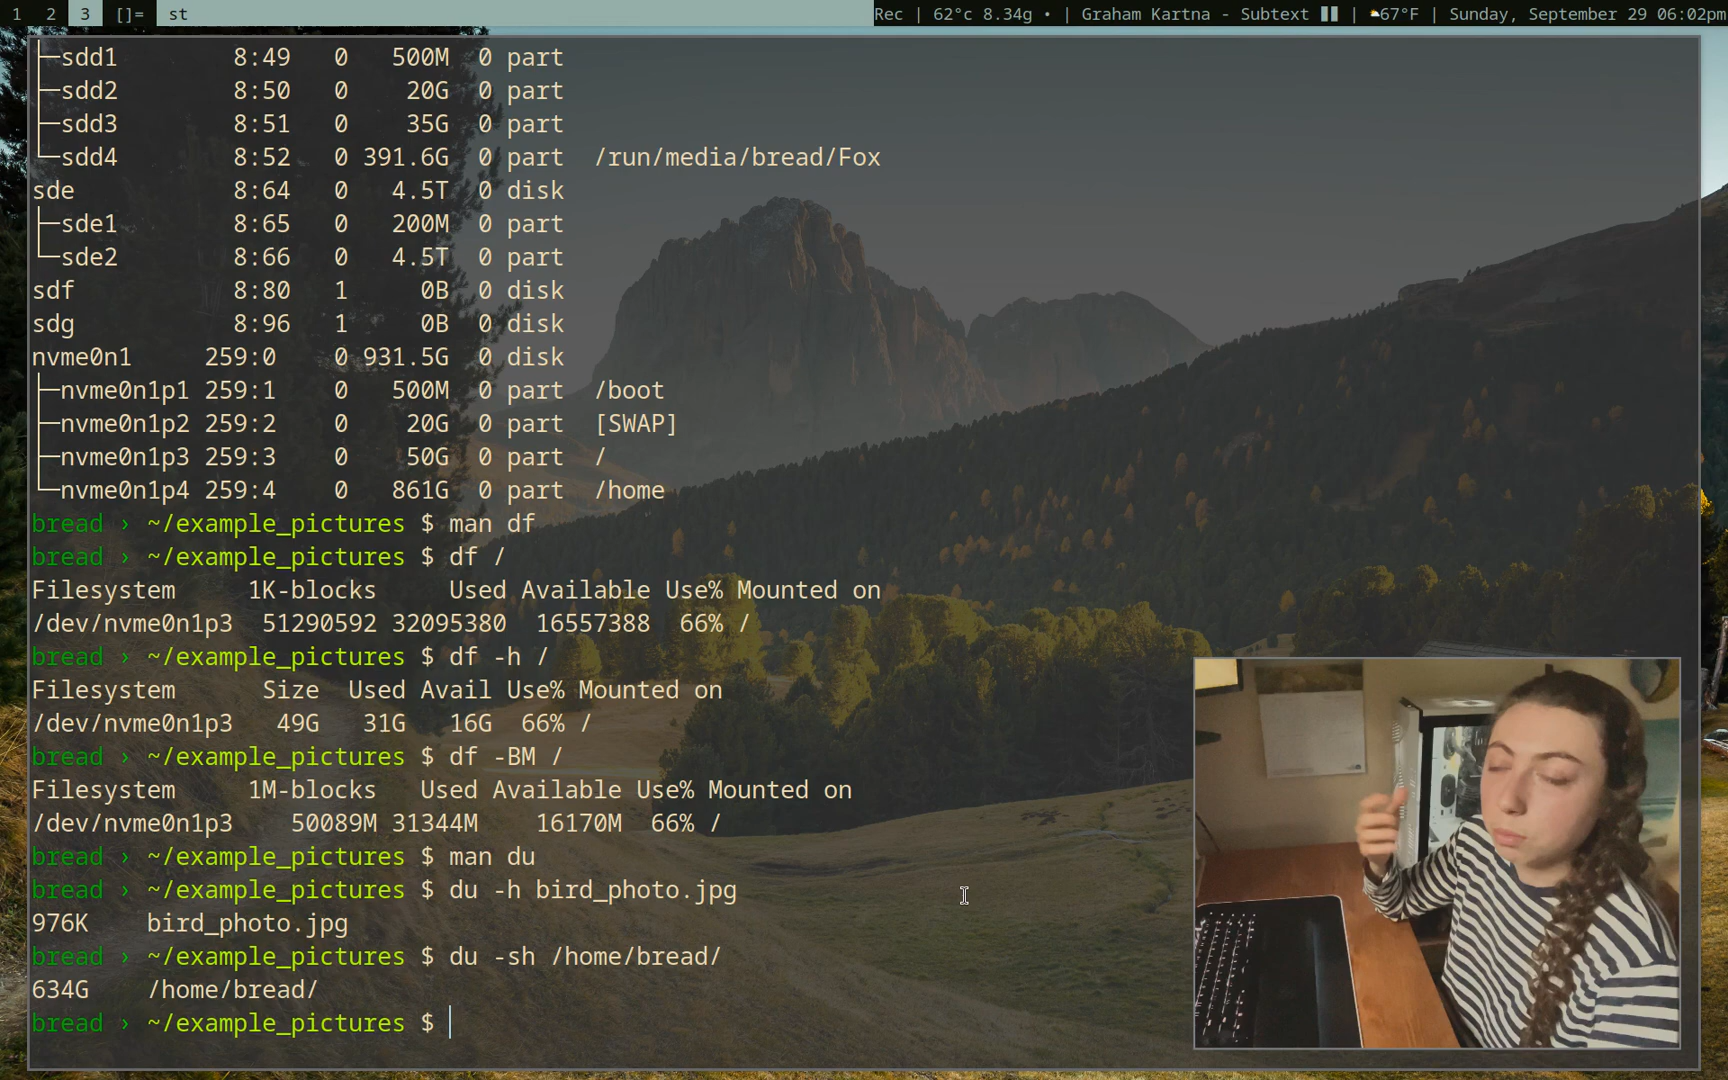 1 2 3 []= st Rec | 62°c 8.34g • | Graham Kartna - Subtext ▮▮ | ⛅67°F | Sunday, September 29 06:02pm
├─sdd1 8:49 0 500M 0 part
├─sdd2 8:50 0 20G 0 part
├─sdd3 8:51 0 35G 0 part
└─sdd4 8:52 0 391.6G 0 part /run/media/bread/Fox
sde 8:64 0 4.5T 0 disk
├─sde1 8:65 0 200M 0 part
└─sde2 8:66 0 4.5T 0 part
sdf 8:80 1 0B 0 disk
sdg 8:96 1 0B 0 disk
nvme0n1 259:0 0 931.5G 0 disk
├─nvme0n1p1 259:1 0 500M 0 part /boot
├─nvme0n1p2 259:2 0 20G 0 part [SWAP]
├─nvme0n1p3 259:3 0 50G 0 part /
└─nvme0n1p4 259:4 0 861G 0 part /home
bread › ~/example_pictures $ man df
bread › ~/example_pictures $ df /
Filesystem 1K-blocks Used Available Use% Mounted on
/dev/nvme0n1p3 51290592 32095380 16557388 66% /
bread › ~/example_pictures $ df -h /
Filesystem Size Used Avail Use% Mounted on
/dev/nvme0n1p3 49G 31G 16G 66% /
bread › ~/example_pictures $ df -BM /
Filesystem 1M-blocks Used Available Use% Mounted on
/dev/nvme0n1p3 50089M 31344M 16170M 66% /
bread › ~/example_pictures $ man du
bread › ~/example_pictures $ du -h bird_photo.jpg
976K bird_photo.jpg
bread › ~/example_pictures $ du -sh /home/bread/
634G /home/bread/
bread › ~/example_pictures $